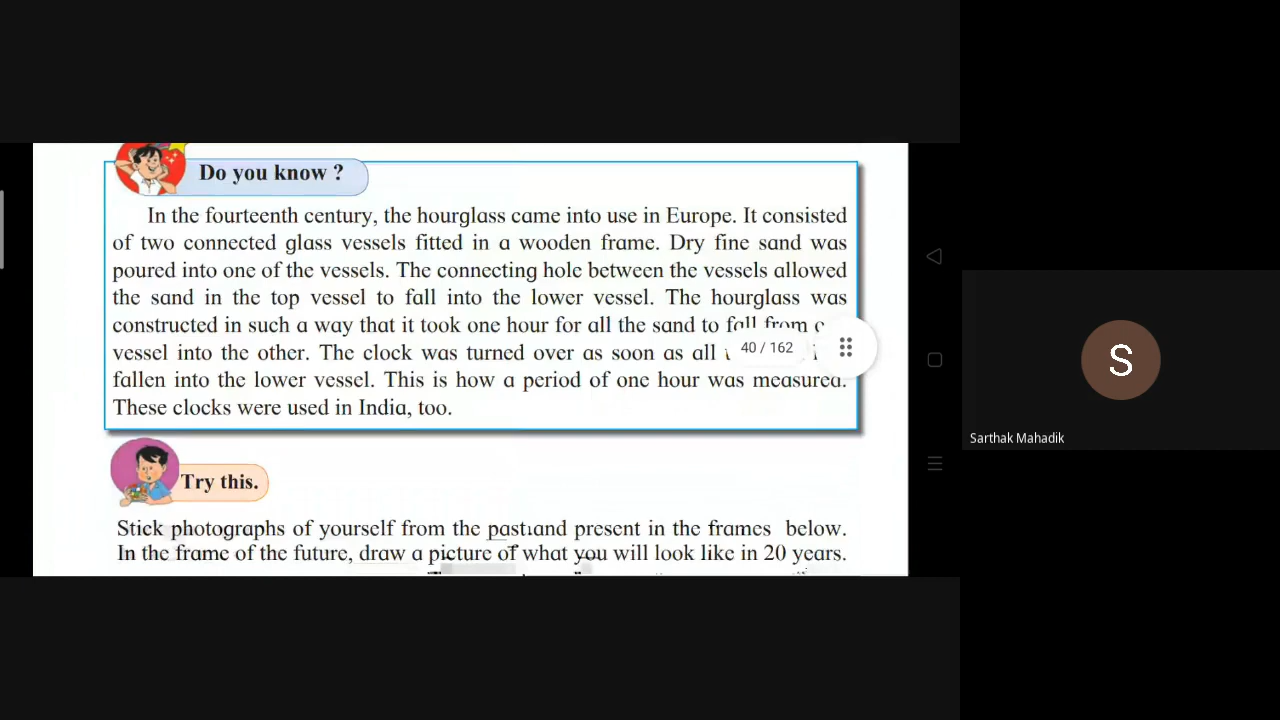 Do you know ?
In the fourteenth century, the hourglass came into use in Europe. It consisted
of two connected glass vessels fitted in a wooden frame. Dry fine sand was
poured into one of the vessels. The connecting hole between the vessels allowed
the sand in the top vessel to fall into the lower vessel. The hourglass was
constructed in such a way that it took one hour for all the sand to fall from
vessel into the other. The clock was turned over as soon as all
40 / 162
fallen into the lower vessel. This is how a period of one hour was measured.
These clocks were used in India, too.
S
Sarthak Mahadik
Try this.
Stick photographs of yourself from the past and present in the frames below.
In the frame of the future, draw a picture of what you will look like in 20 years.